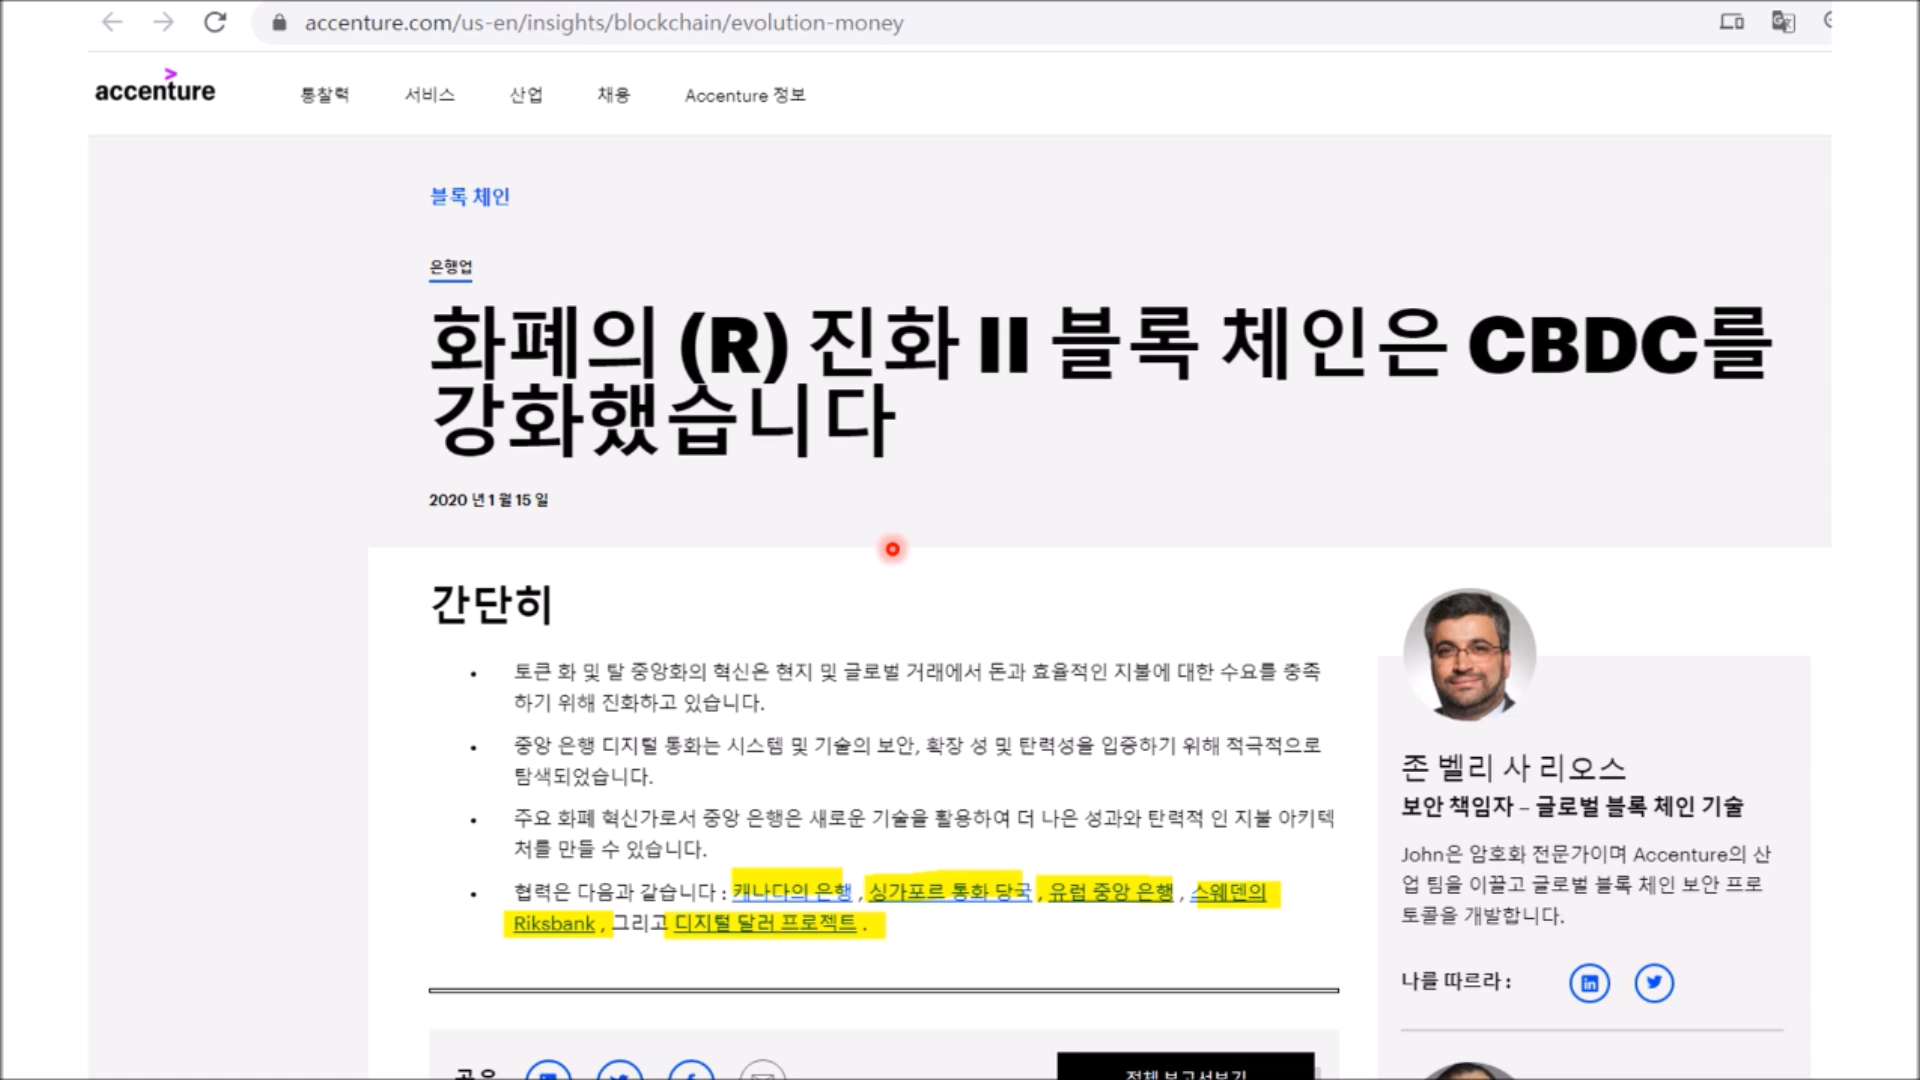 accenture.com/us-en/insights/blockchain/evolution-money
accenture
통찰력 서비스 산업 채용 Accenture 정보
블록 체인
은행업
화폐의 (R) 진화 II 블록 체인은 CBDC를
강화했습니다
2020 년 1 월 15 일
간단히
• 토큰 화 및 탈 중앙화의 혁신은 현지 및 글로벌 거래에서 돈과 효율적인 지불에 대한 수요를 충족
하기 위해 진화하고 있습니다.
• 중앙 은행 디지털 통화는 시스템 및 기술의 보안, 확장 성 및 탄력성을 입증하기 위해 적극적으로
탐색되었습니다.
• 주요 화폐 혁신가로서 중앙 은행은 새로운 기술을 활용하여 더 나은 성과와 탄력적 인 지불 아키텍
처를 만들 수 있습니다.
• 협력은 다음과 같습니다 : 캐나다의 은행 , 싱가포르 통화 당국 , 유럽 중앙 은행 , 스웨덴의
Riksbank , 그리고 디지털 달러 프로젝트 .
존 벨리 사 리오스
보안 책임자 – 글로벌 블록 체인 기술
John은 암호화 전문가이며 Accenture의 산
업 팀을 이끌고 글로벌 블록 체인 보안 프로
토콜을 개발합니다.
나를 따르라 :
공유
전체 보고서보기